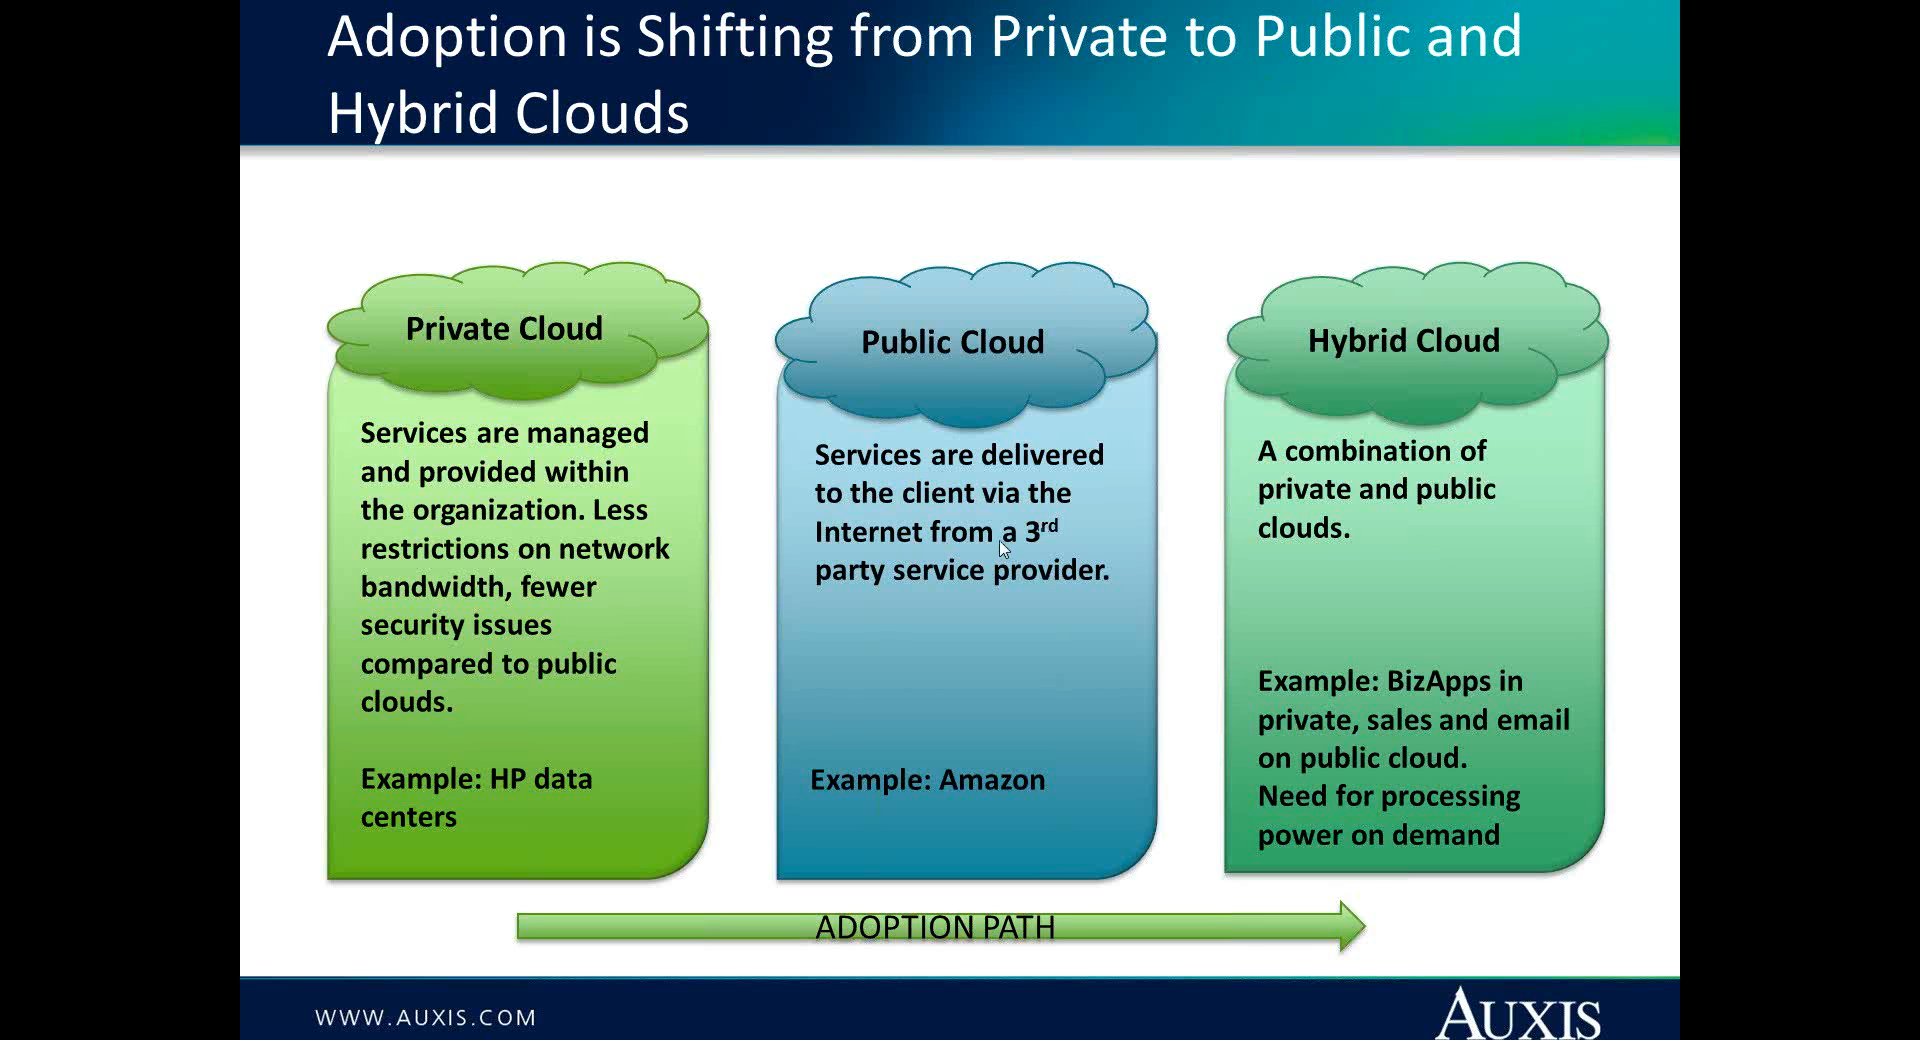 Adoption is Shifting from Private to Public and
Hybrid Clouds
Private Cloud
Services are managed
and provided within
the organization. Less
restrictions on network
bandwidth, fewer
security issues
compared to public
clouds.
Example: HP data
centers
Public Cloud
Services are delivered
to the client via the
Internet from a 3rd
party service provider.
Example: Amazon
Hybrid Cloud
A combination of
private and public
clouds.
Example: BizApps in
private, sales and email
on public cloud.
Need for processing
power on demand
ADOPTION PATH
WWW.AUXIS.COM
AUXIS